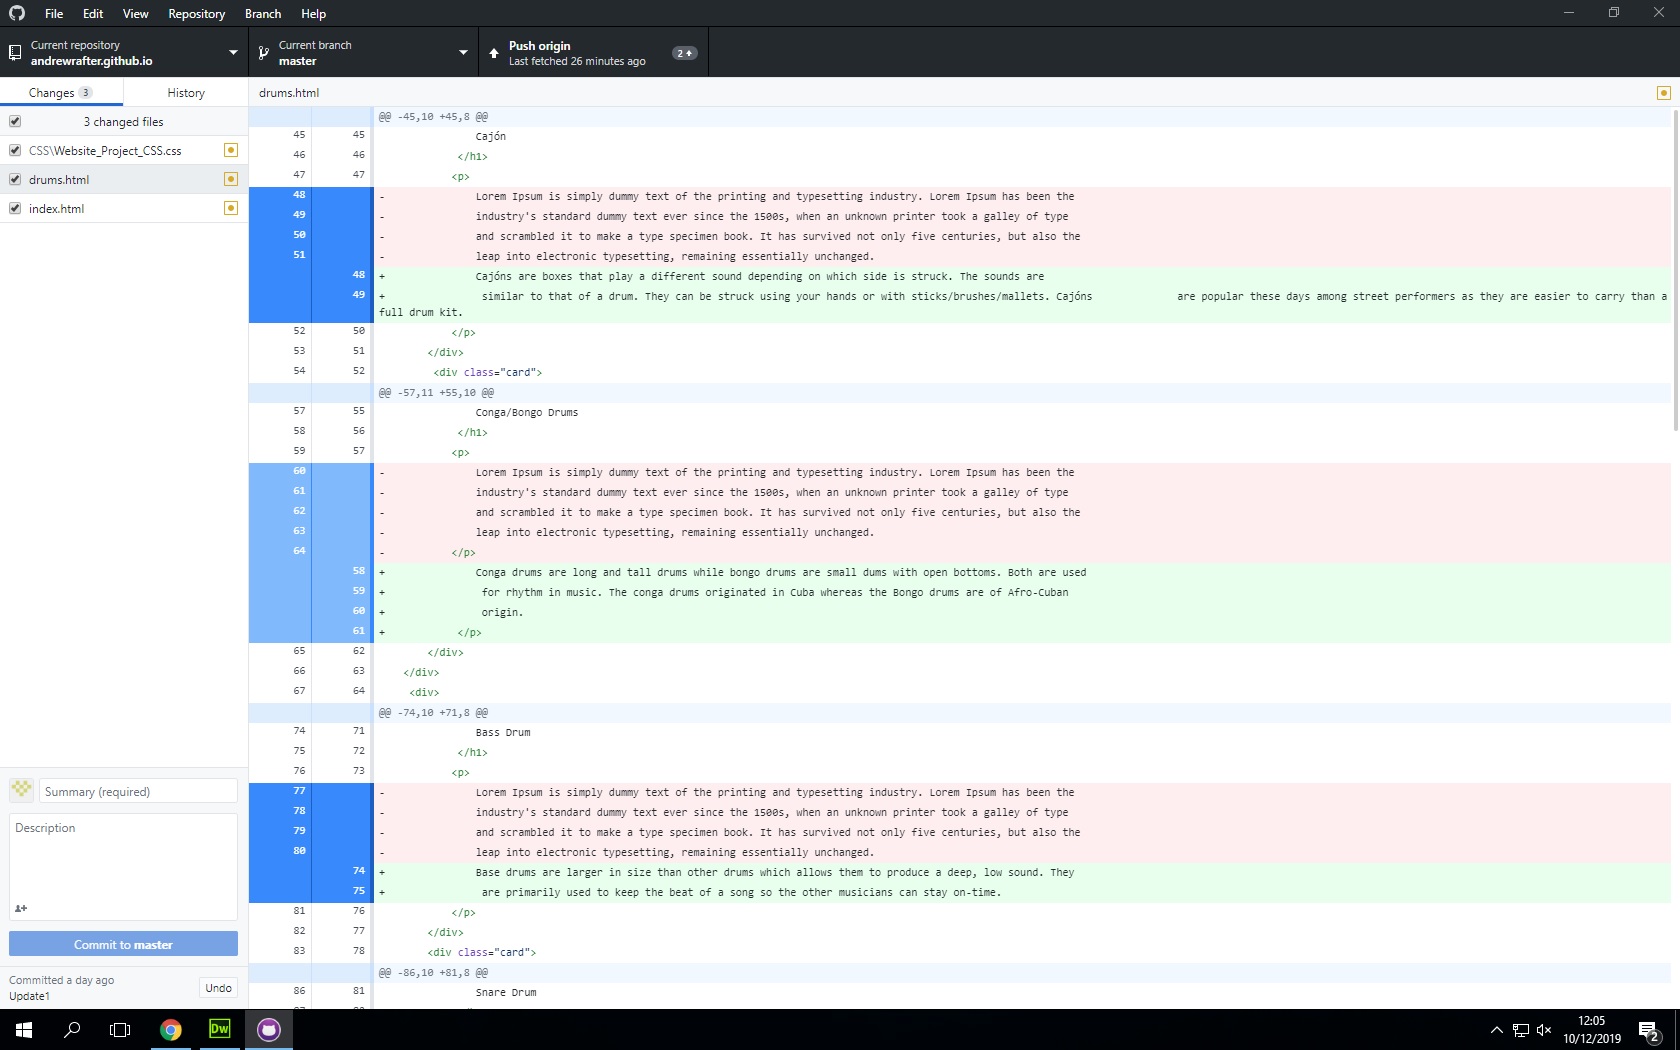 File Edit View Repository Branch Help
Current repository
andrewrafter.github.io
Current branch
master
Push origin
Last fetched 26 minutes ago
2
Changes 3
History
drums.html
3 changed files
CSS\Website_Project_CSS.css
drums.html
index.html
@@ -45,10 +45,8 @@
45 45 Cajón
46 46 </h1>
47 47 <p>
48 - Lorem Ipsum is simply dummy text of the printing and typesetting industry. Lorem Ipsum has been the
49 - industry's standard dummy text ever since the 1500s, when an unknown printer took a galley of type
50 - and scrambled it to make a type specimen book. It has survived not only five centuries, but also the
51 - leap into electronic typesetting, remaining essentially unchanged.
48 + Cajóns are boxes that play a different sound depending on which side is struck. The sounds are
49 + similar to that of a drum. They can be struck using your hands or with sticks/brushes/mallets. Cajóns are popular these days among street performers as they are easier to carry than a
full drum kit.
52 50 </p>
53 51 </div>
54 52 <div class="card">
@@ -57,11 +55,10 @@
57 55 Conga/Bongo Drums
58 56 </h1>
59 57 <p>
60 - Lorem Ipsum is simply dummy text of the printing and typesetting industry. Lorem Ipsum has been the
61 - industry's standard dummy text ever since the 1500s, when an unknown printer took a galley of type
62 - and scrambled it to make a type specimen book. It has survived not only five centuries, but also the
63 - leap into electronic typesetting, remaining essentially unchanged.
64 - </p>
58 + Conga drums are long and tall drums while bongo drums are small dums with open bottoms. Both are used
59 + for rhythm in music. The conga drums originated in Cuba whereas the Bongo drums are of Afro-Cuban
60 + origin.
61 + </p>
65 62 </div>
66 63 </div>
67 64 <div>
@@ -74,10 +71,8 @@
74 71 Bass Drum
75 72 </h1>
76 73 <p>
77 - Lorem Ipsum is simply dummy text of the printing and typesetting industry. Lorem Ipsum has been the
78 - industry's standard dummy text ever since the 1500s, when an unknown printer took a galley of type
79 - and scrambled it to make a type specimen book. It has survived not only five centuries, but also the
80 - leap into electronic typesetting, remaining essentially unchanged.
74 + Base drums are larger in size than other drums which allows them to produce a deep, low sound. They
75 + are primarily used to keep the beat of a song so the other musicians can stay on-time.
81 76 </p>
82 77 </div>
83 78 <div class="card">
@@ -86,10 +81,8 @@
86 81 Snare Drum
Summary (required)
Description
Commit to master
Committed a day ago
Update1
Undo
Dw
12:05
10/12/2019
2